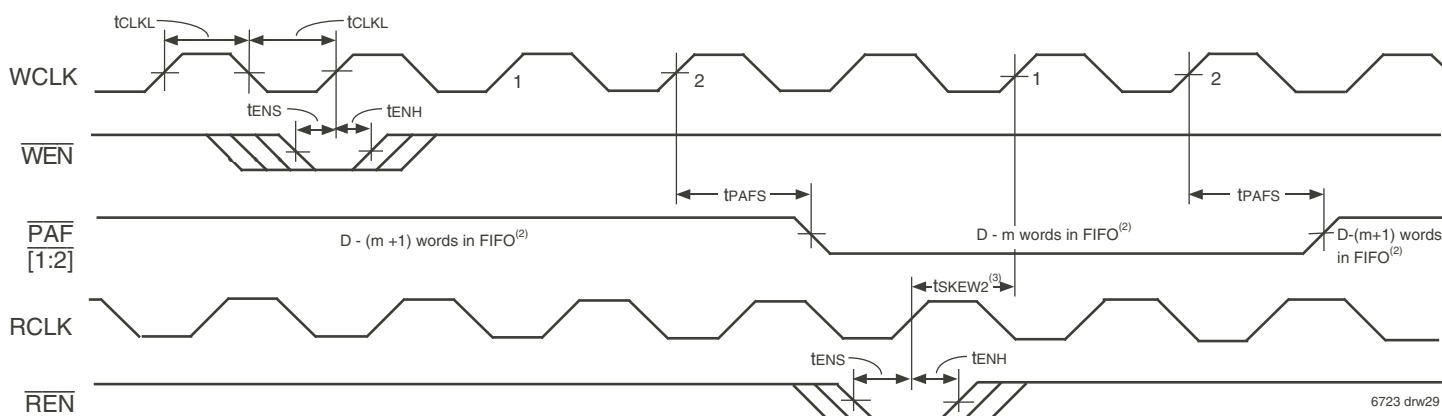 tCLKL tCLKL
WCLK 1 2 1 2
tENS tENH
WEN
tPAFS tPAFS
PAF
[1:2]
D - (m +1) words in FIFO(2)
D - m words in FIFO(2)
D-(m+1) words
in FIFO(2)
tSKEW2(3)
RCLK
tENS tENH
REN
6723 drw29